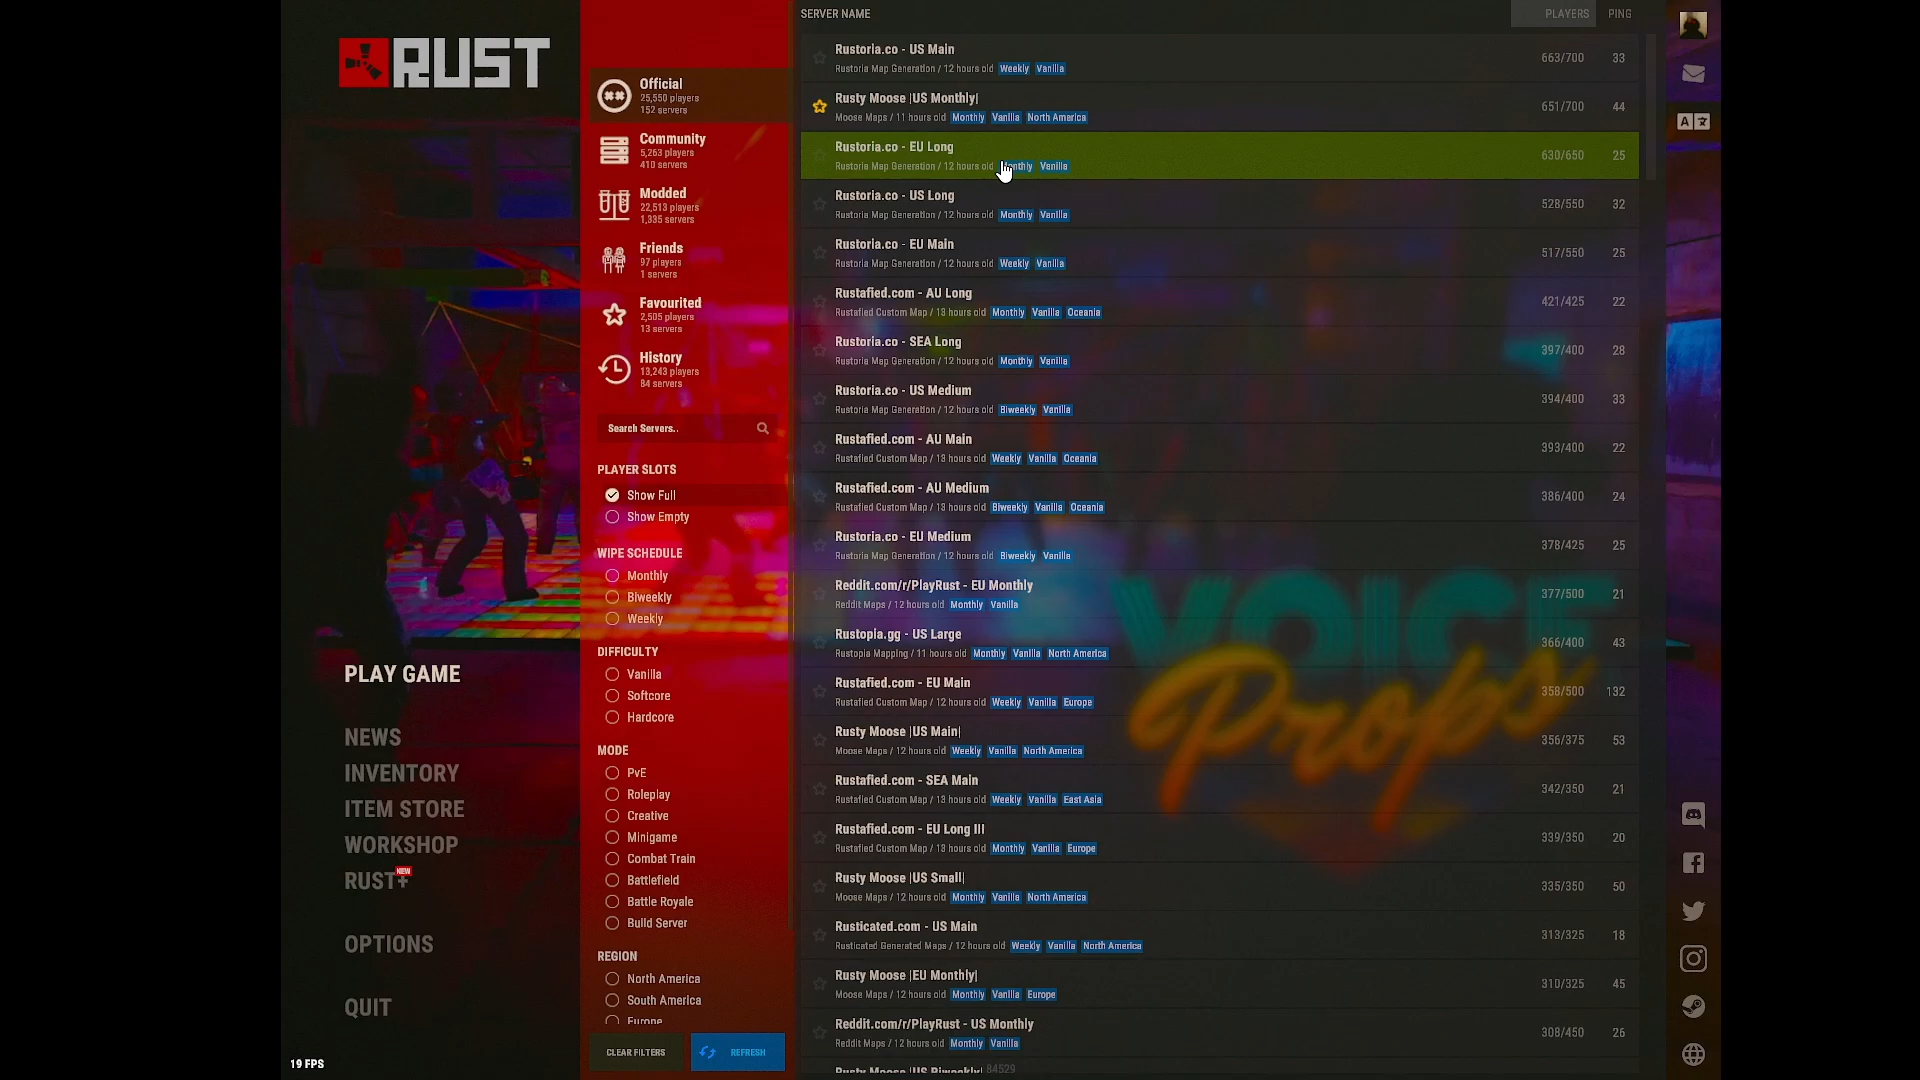 RUST
Official
25,550 players
152 servers
Community
5,263 players
410 servers
Modded
22,513 players
1,335 servers
Friends
97 players
1 servers
Favourited
2,505 players
13 servers
History
13,243 players
84 servers
Search Servers..
PLAYER SLOTS
Show Full
Show Empty
WIPE SCHEDULE
Monthly
Biweekly
Weekly
DIFFICULTY
Vanilla
Softcore
Hardcore
MODE
PvE
Roleplay
Creative
Minigame
Combat Train
Battlefield
Battle Royale
Build Server
REGION
North America
South America
Europe
CLEAR FILTERS
REFRESH
PLAY GAME
NEWS
INVENTORY
ITEM STORE
WORKSHOP
RUST+ NEW
OPTIONS
QUIT
19 FPS
SERVER NAME PLAYERS PING
Rustoria.co - US Main 663/700 33
Rustoria Map Generation / 12 hours old Weekly Vanilla
Rusty Moose |US Monthly| 651/700 44
Moose Maps / 11 hours old Monthly Vanilla North America
Rustoria.co - EU Long 630/650 25
Rustoria Map Generation / 12 hours old Monthly Vanilla
Rustoria.co - US Long 528/550 32
Rustoria Map Generation / 12 hours old Monthly Vanilla
Rustoria.co - EU Main 517/550 25
Rustoria Map Generation / 12 hours old Weekly Vanilla
Rustafied.com - AU Long 421/425 22
Rustafied Custom Map / 13 hours old Monthly Vanilla Oceania
Rustoria.co - SEA Long 397/400 28
Rustoria Map Generation / 12 hours old Monthly Vanilla
Rustoria.co - US Medium 394/400 33
Rustoria Map Generation / 12 hours old Biweekly Vanilla
Rustafied.com - AU Main 393/400 22
Rustafied Custom Map / 13 hours old Weekly Vanilla Oceania
Rustafied.com - AU Medium 386/400 24
Rustafied Custom Map / 13 hours old Biweekly Vanilla Oceania
Rustoria.co - EU Medium 378/425 25
Rustoria Map Generation / 12 hours old Biweekly Vanilla
Reddit.com/r/PlayRust - EU Monthly 377/500 21
Reddit Maps / 12 hours old Monthly Vanilla
Rustopia.gg - US Large 366/400 43
Rustopia Mapping / 11 hours old Monthly Vanilla North America
Rustafied.com - EU Main 358/500 132
Rustafied Custom Map / 12 hours old Weekly Vanilla Europe
Rusty Moose |US Main| 356/375 53
Moose Maps / 12 hours old Weekly Vanilla North America
Rustafied.com - SEA Main 342/350 21
Rustafied Custom Map / 13 hours old Weekly Vanilla East Asia
Rustafied.com - EU Long III 339/350 20
Rustafied Custom Map / 13 hours old Monthly Vanilla Europe
Rusty Moose |US Small| 335/350 50
Moose Maps / 12 hours old Monthly Vanilla North America
Rusticated.com - US Main 313/325 18
Rusticated Generated Maps / 12 hours old Weekly Vanilla North America
Rusty Moose |EU Monthly| 310/325 45
Moose Maps / 12 hours old Monthly Vanilla Europe
Reddit.com/r/PlayRust - US Monthly 308/450 26
Reddit Maps / 12 hours old Monthly Vanilla
Rusty Moose |US Biweekly| 84529
VOICE
Props